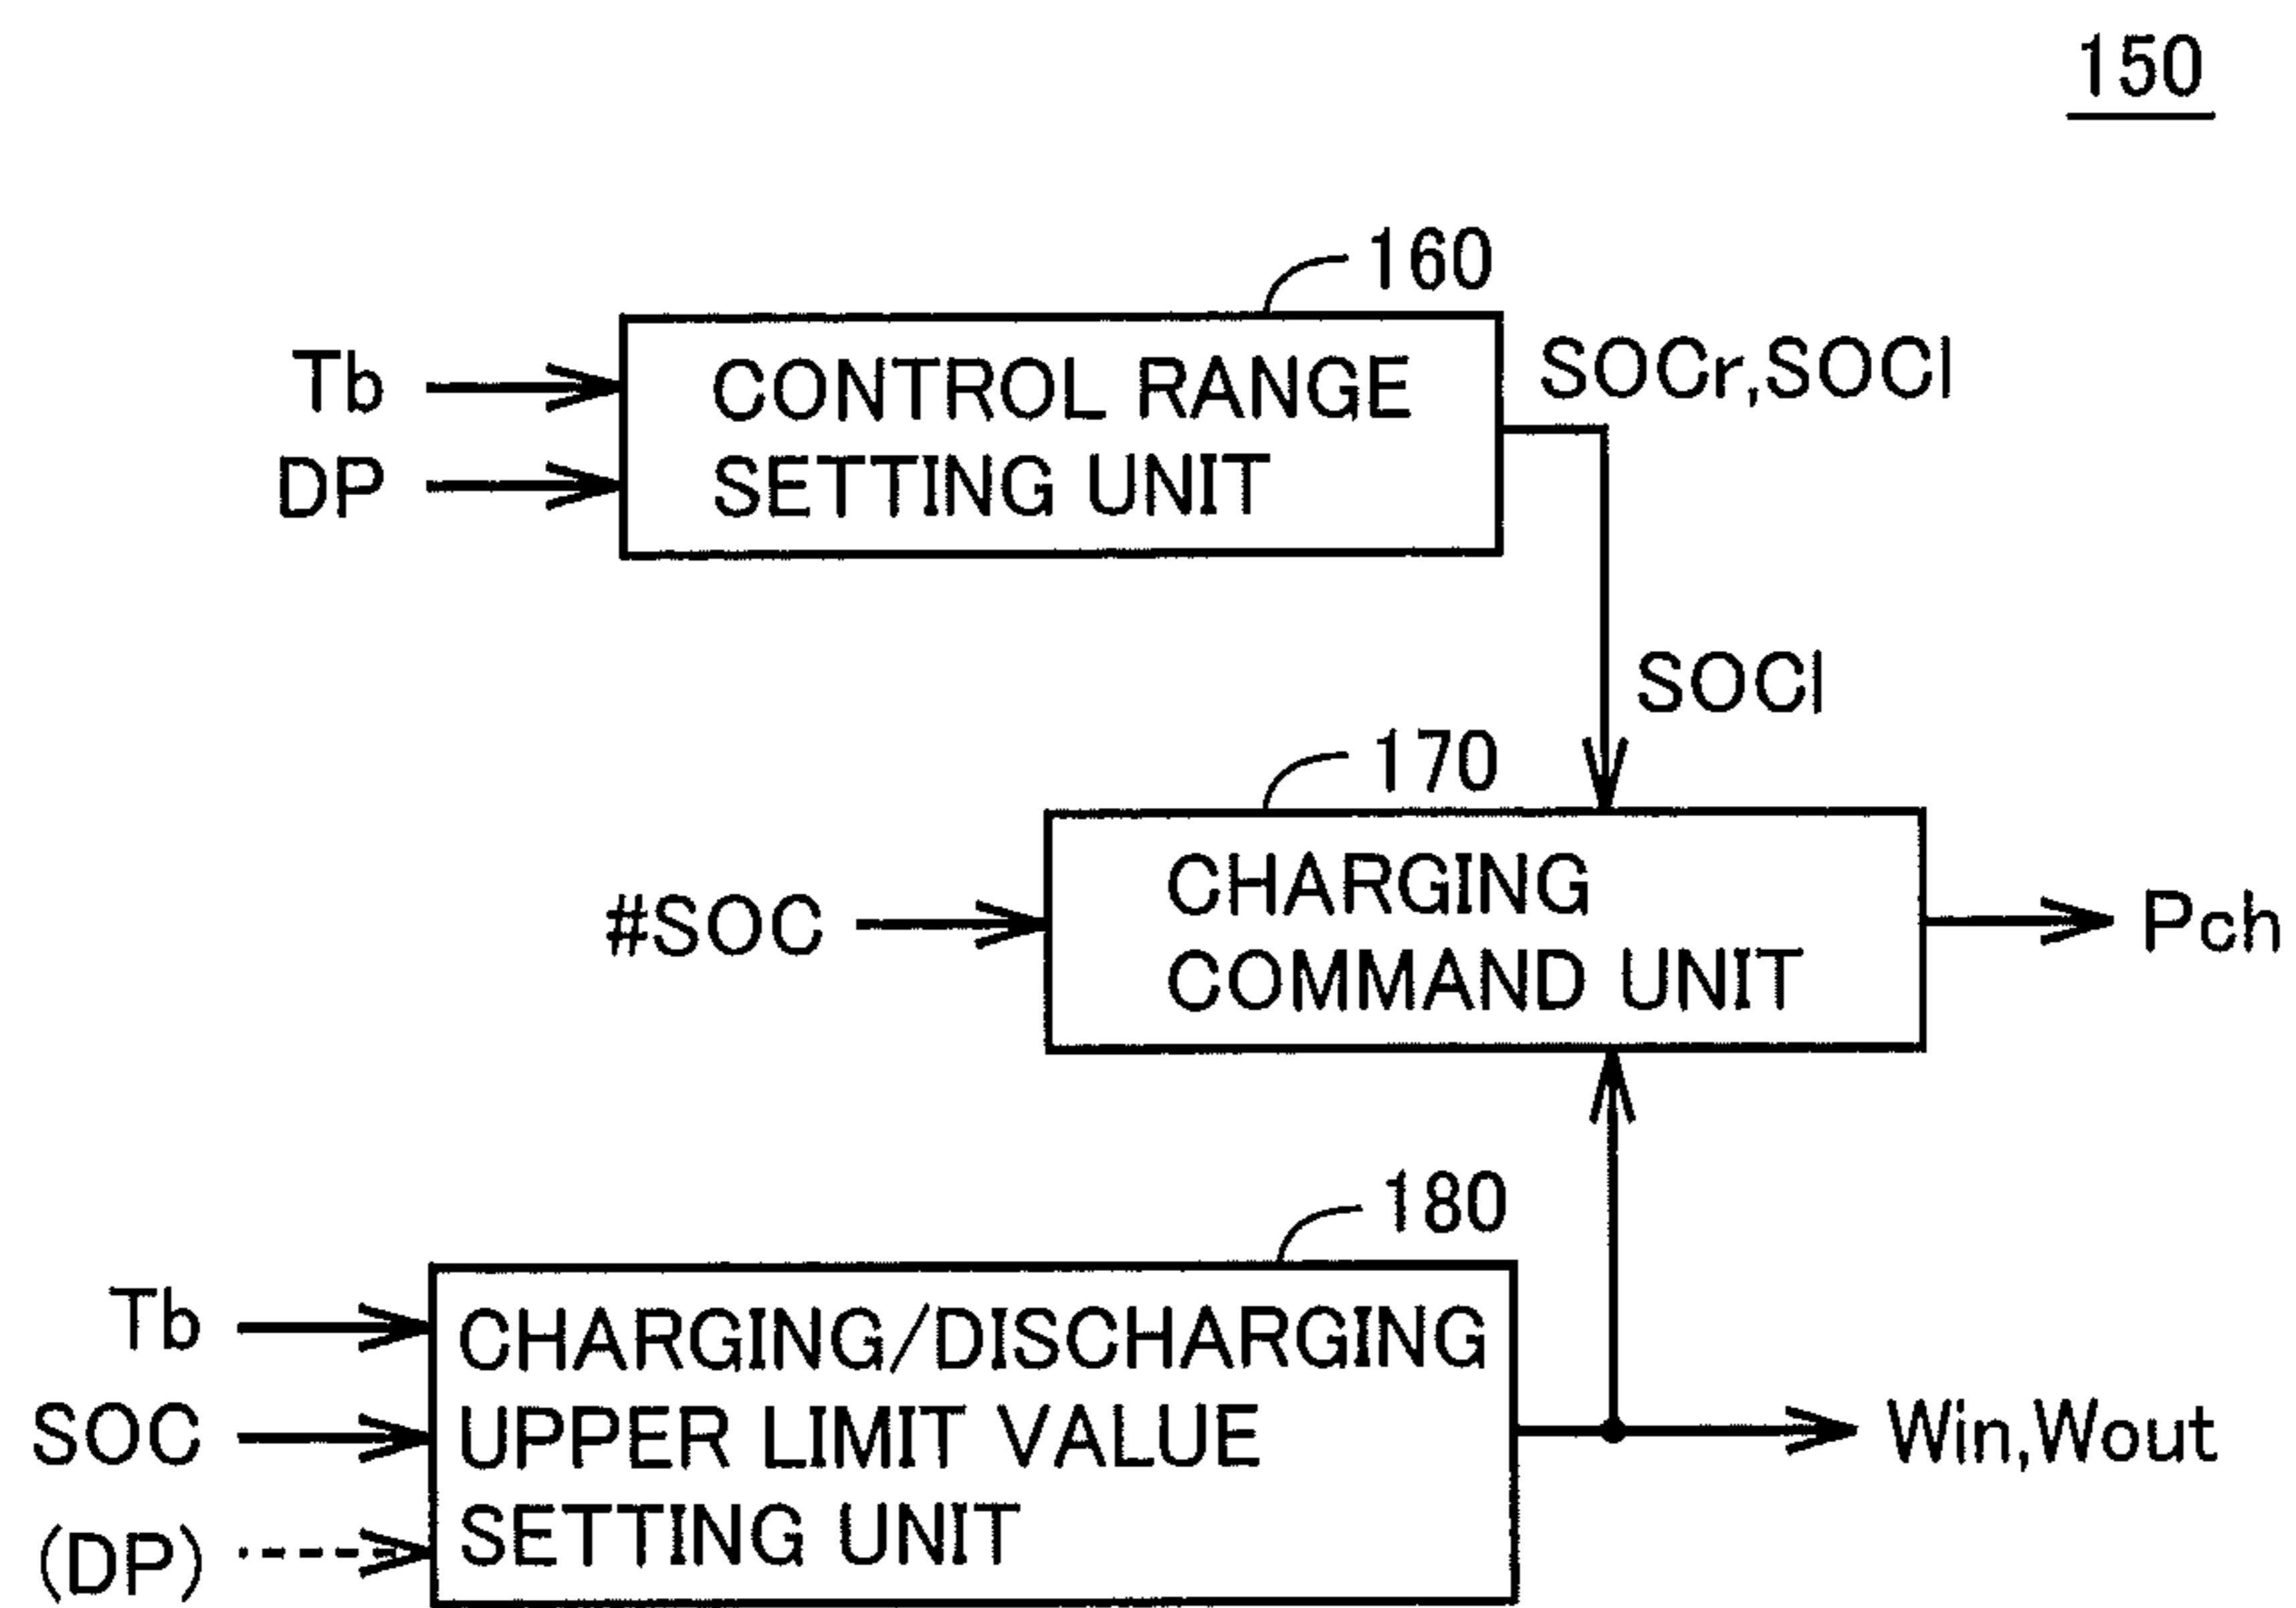 150
160
Tb
CONTROL RANGE
SOCr,SOCl
DP
SETTING UNIT
SOCl
170
#SOC
CHARGING
COMMAND UNIT
Pch
180
Tb
CHARGING/DISCHARGING
SOC
UPPER LIMIT VALUE
Win,Wout
(DP)
SETTING UNIT